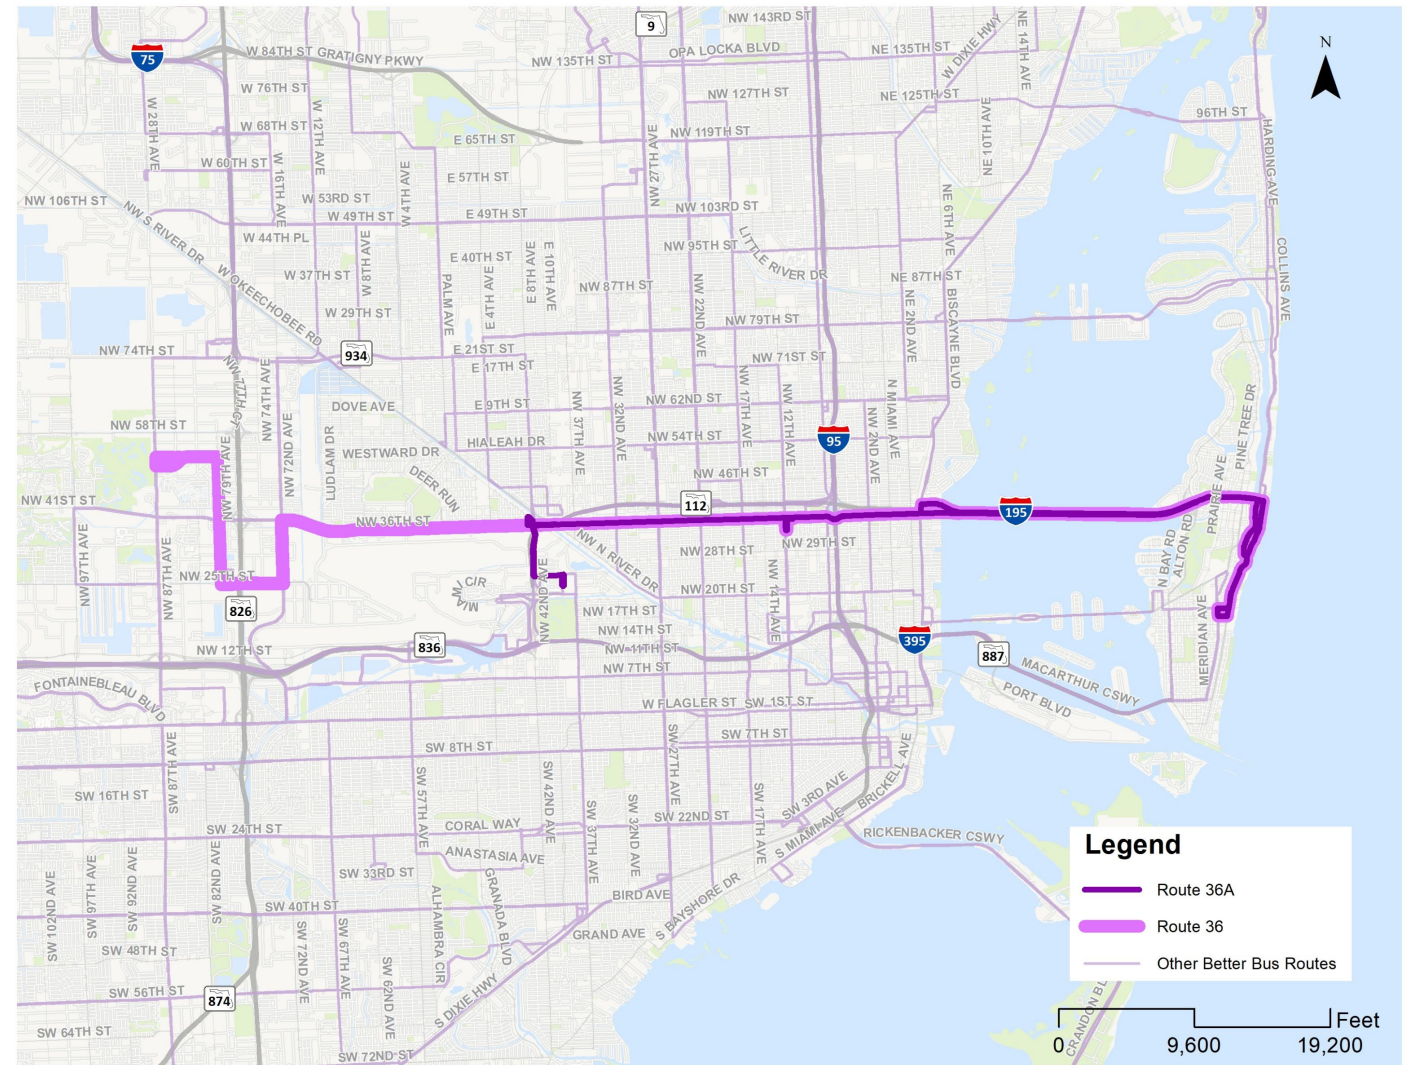 9
NW 143RD ST
OPA LOCKA BLVD
NE 135TH ST
W DIXIE HWY
NE 14TH AVE
N
75
W 84TH ST
GRATIGNY PKWY
NW 135TH ST
W 76TH ST
NW 127TH ST
NE 125TH ST
96TH ST
W 28TH AVE
W 12TH AVE
W 68TH ST
E 65TH ST
NW 119TH ST
NE 10TH AVE
HARDING AVE
W 60TH ST
W 16TH AVE
W 4TH AVE
E 57TH ST
NW 27TH AVE
NW 106TH ST
W 53RD ST
NW S RIVER DR
W 49TH ST
E 49TH ST
NW 103RD ST
NE 6TH AVE
W 44TH PL
W 8TH AVE
NW 95TH ST
LITTLE RIVER DR
COLLINS AVE
W OKEECHOBEE RD
W 37TH ST
E 40TH ST
E 8TH AVE
E 10TH AVE
NW 87TH ST
NE 87TH ST
PALM AVE
E 4TH AVE
NW 22ND AVE
NE 2ND AVE
BISCAYNE BLVD
W 29TH ST
NW 79TH ST
NW 74TH ST
934
E 21ST ST
NW 71ST ST
E 17TH ST
NW 77TH CT
NW 74TH AVE
DOVE AVE
E 9TH ST
NW 37TH AVE
NW 32ND AVE
NW 62ND ST
NW 17TH AVE
NW 12TH AVE
NW 2ND AVE
N MIAMI AVE
PINE TREE DR
NW 58TH ST
NW 72ND AVE
LUDLAM DR
HIALEAH DR
NW 54TH ST
95
WESTWARD DR
NW 79TH AVE
DEER RUN
NW 46TH ST
PRAIRIE AVE
NW 41ST ST
NW 36TH ST
112
195
NW 97TH AVE
NW 87TH AVE
NW N RIVER DR
NW 28TH ST
NW 29TH ST
N BAY RD
ALTON RD
NW 25TH ST
MIAMI CIR
NW 42ND AVE
NW 20TH ST
NW 14TH AVE
826
NW 17TH ST
MERIDIAN AVE
NW 14TH ST
395
836
NW 12TH ST
NW 11TH ST
887
NW 7TH ST
MACARTHUR CSWY
PORT BLVD
FONTAINEBLEAU BLVD
W FLAGLER ST
SW 1ST ST
SW 8TH ST
SW 27TH AVE
SW 7TH ST
SW 87TH AVE
BRICKELL AVE
SW 16TH ST
SW 57TH AVE
SW 42ND AVE
SW 37TH AVE
SW 32ND AVE
SW 17TH AVE
SW 3RD AVE
SW 24TH ST
CORAL WAY
SW 22ND ST
S MIAMI AVE
RICKENBACKER CSWY
ANASTASIA AVE
SW 102ND AVE
SW 97TH AVE
SW 92ND AVE
SW 82ND AVE
SW 33RD ST
GRANADA BLVD
ALHAMBRA CIR
BIRD AVE
S BAYSHORE DR
SW 40TH ST
GRAND AVE
SW 48TH ST
SW 72ND AVE
SW 67TH AVE
SW 62ND AVE
SW 56TH ST
874
S DIXIE HWY
SW 64TH ST
SW 72ND ST
Legend
Route 36A
Route 36
Other Better Bus Routes
CRANDON BL
Feet
0
9,600
19,200